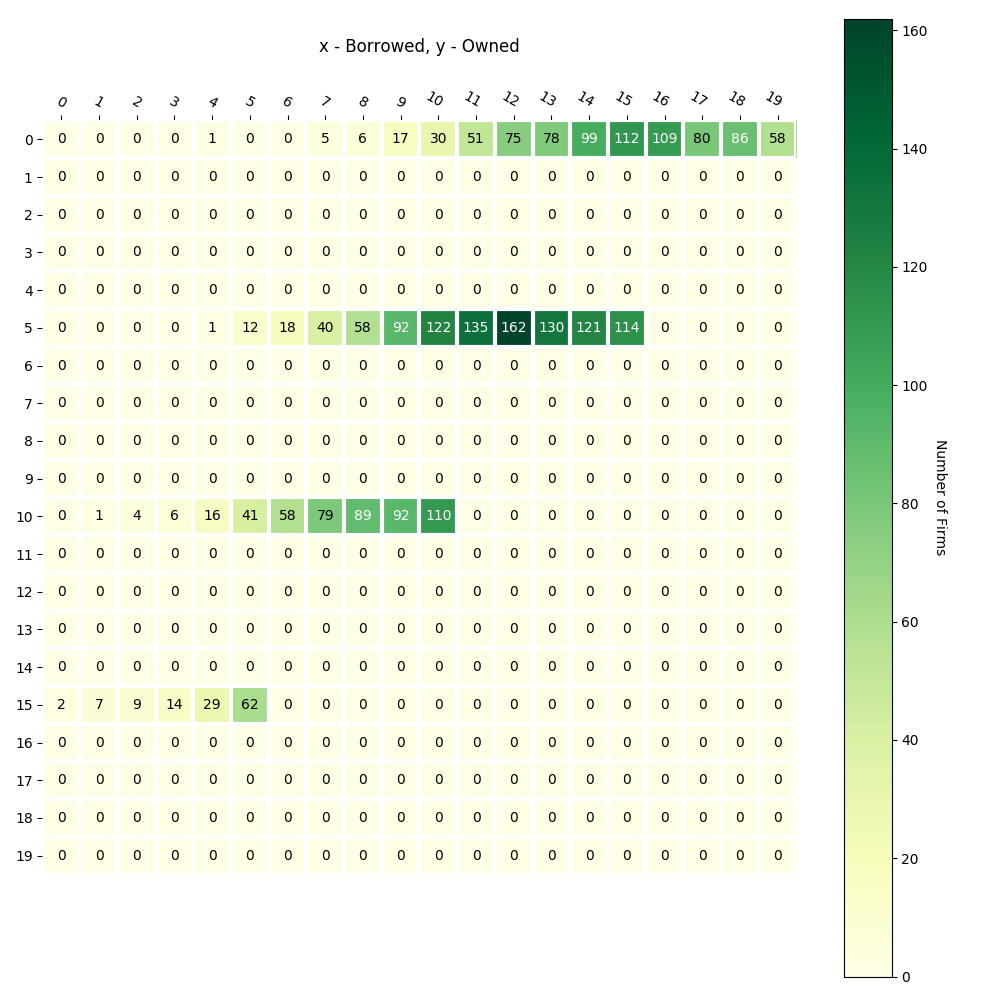 x - Borrowed, y - Owned
0 1 2 3 4 5 6 7 8 9 10 11 12 13 14 15 16 17 18 19
0 0 0 0 0 1 0 0 5 6 17 30 51 75 78 99 112 109 80 86 58
1 0 0 0 0 0 0 0 0 0 0 0 0 0 0 0 0 0 0 0 0
2 0 0 0 0 0 0 0 0 0 0 0 0 0 0 0 0 0 0 0 0
3 0 0 0 0 0 0 0 0 0 0 0 0 0 0 0 0 0 0 0 0
4 0 0 0 0 0 0 0 0 0 0 0 0 0 0 0 0 0 0 0 0
5 0 0 0 0 1 12 18 40 58 92 122 135 162 130 121 114 0 0 0 0
6 0 0 0 0 0 0 0 0 0 0 0 0 0 0 0 0 0 0 0 0
7 0 0 0 0 0 0 0 0 0 0 0 0 0 0 0 0 0 0 0 0
8 0 0 0 0 0 0 0 0 0 0 0 0 0 0 0 0 0 0 0 0
9 0 0 0 0 0 0 0 0 0 0 0 0 0 0 0 0 0 0 0 0
10 0 1 4 6 16 41 58 79 89 92 110 0 0 0 0 0 0 0 0 0
11 0 0 0 0 0 0 0 0 0 0 0 0 0 0 0 0 0 0 0 0
12 0 0 0 0 0 0 0 0 0 0 0 0 0 0 0 0 0 0 0 0
13 0 0 0 0 0 0 0 0 0 0 0 0 0 0 0 0 0 0 0 0
14 0 0 0 0 0 0 0 0 0 0 0 0 0 0 0 0 0 0 0 0
15 2 7 9 14 29 62 0 0 0 0 0 0 0 0 0 0 0 0 0 0
16 0 0 0 0 0 0 0 0 0 0 0 0 0 0 0 0 0 0 0 0
17 0 0 0 0 0 0 0 0 0 0 0 0 0 0 0 0 0 0 0 0
18 0 0 0 0 0 0 0 0 0 0 0 0 0 0 0 0 0 0 0 0
19 0 0 0 0 0 0 0 0 0 0 0 0 0 0 0 0 0 0 0 0
160
140
120
100
80
60
40
20
0
Number of Firms